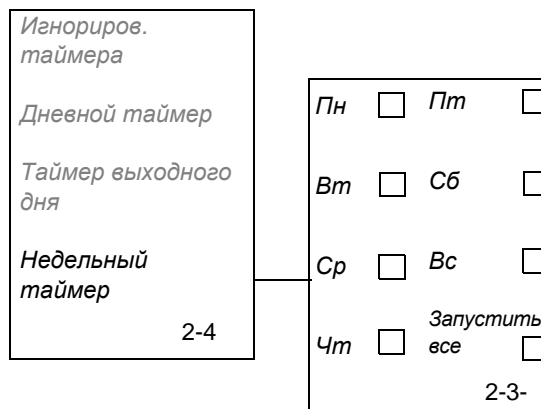 Игнориров.
таймера
Дневной таймер
Таймер выходного
дня
Недельный
таймер
2-4
Пн
Пт
Вт
Сб
Ср
Вс
Чт
Запустить
все
2-3-